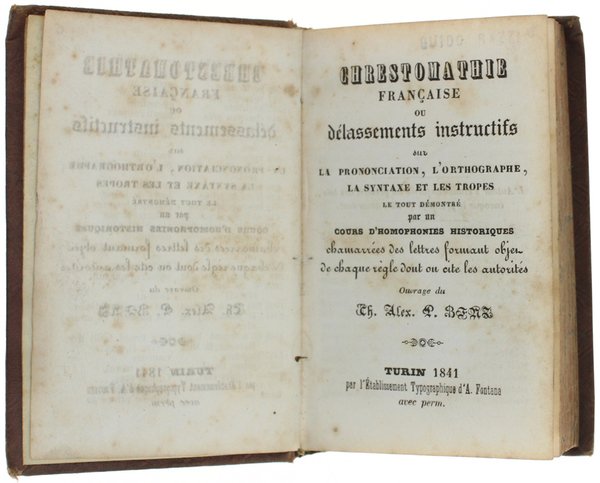 CHRESTOMATHIE
FRANÇAISE
OU
délassements instructifs
sur
LA PRONONCIATION, L'ORTHOGRAPHE,
LA SYNTAXE ET LES TROPES
LE TOUT DÉMONTRÉ
par un
COURS D'HOMOPHONIES HISTORIQUES
chamarrées des lettres formant objet
de chaque règle dont on cite les autorités
Ouvrage du
Th. Alex. P.
TURIN 1841
par l'Établissement Typographique d'A. Fontana
avec perm.